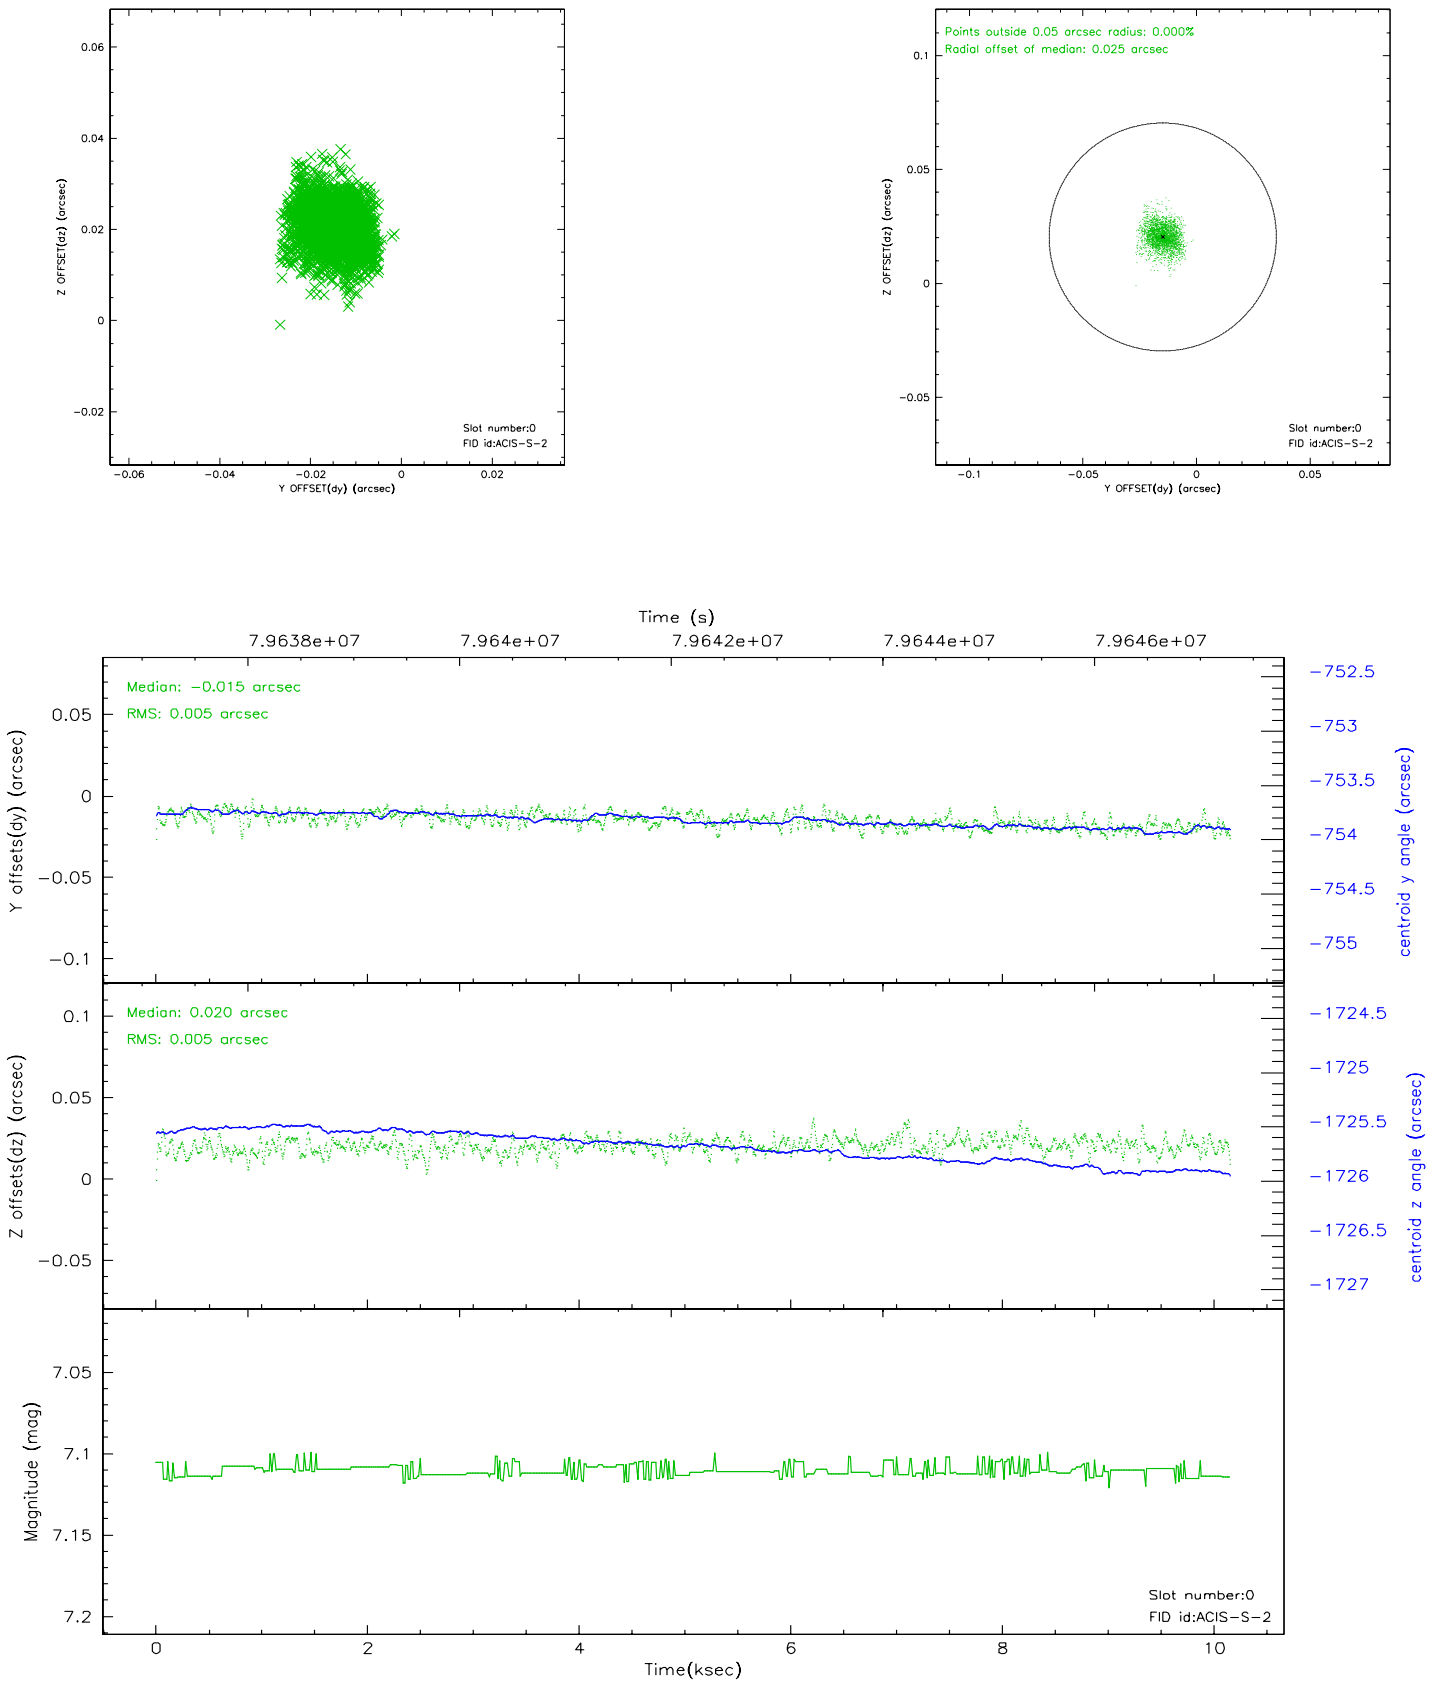 0.06
0.04
0.02
0
−0.02
Z OFFSET(dz) (arcsec)
Slot number:0
FID id:ACIS−S−2
−0.06 −0.04 −0.02 0 0.02
Y OFFSET(dy) (arcsec)
Points outside 0.05 arcsec radius: 0.000%
Radial offset of median: 0.025 arcsec
0.1
0.05
0
−0.05
Z OFFSET(dz) (arcsec)
Slot number:0
FID id:ACIS−S−2
−0.1 −0.05 0 0.05
Y OFFSET(dy) (arcsec)
Time (s)
7.9638e+07 7.964e+07 7.9642e+07 7.9644e+07 7.9646e+07
Median: −0.015 arcsec
RMS: 0.005 arcsec
0.05
0
−0.05
−0.1
Y offsets(dy) (arcsec)
−752.5
−753
−753.5
−754
−754.5
−755
centroid y angle (arcsec)
Median: 0.020 arcsec
RMS: 0.005 arcsec
0.1
0.05
0
−0.05
Z offsets(dz) (arcsec)
−1724.5
−1725
−1725.5
−1726
−1726.5
−1727
centroid z angle (arcsec)
7.05
7.1
7.15
7.2
Magnitude (mag)
Slot number:0
FID id:ACIS−S−2
0 2 4 6 8 10
Time(ksec)